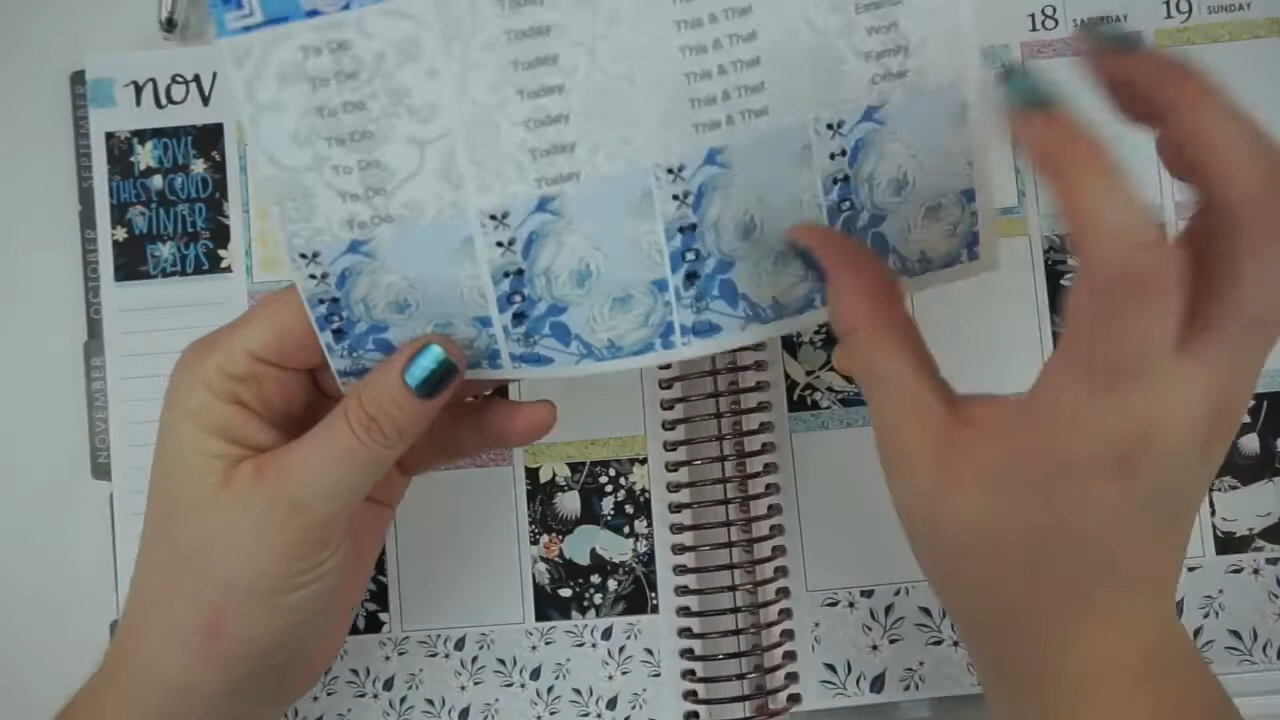 nov
I LOVE
THESE COLD
WINTER
DAYS
SEPTEMBER
OCTOBER
NOVEMBER
18 SATURDAY
19 SUNDAY
To Do
To Do
To Do
To Do
To Do
To Do
To Do
Today
Today
Today
Today
Today
Today
Today
This & That
This & That
This & That
This & That
This & That
Work
Family
Other